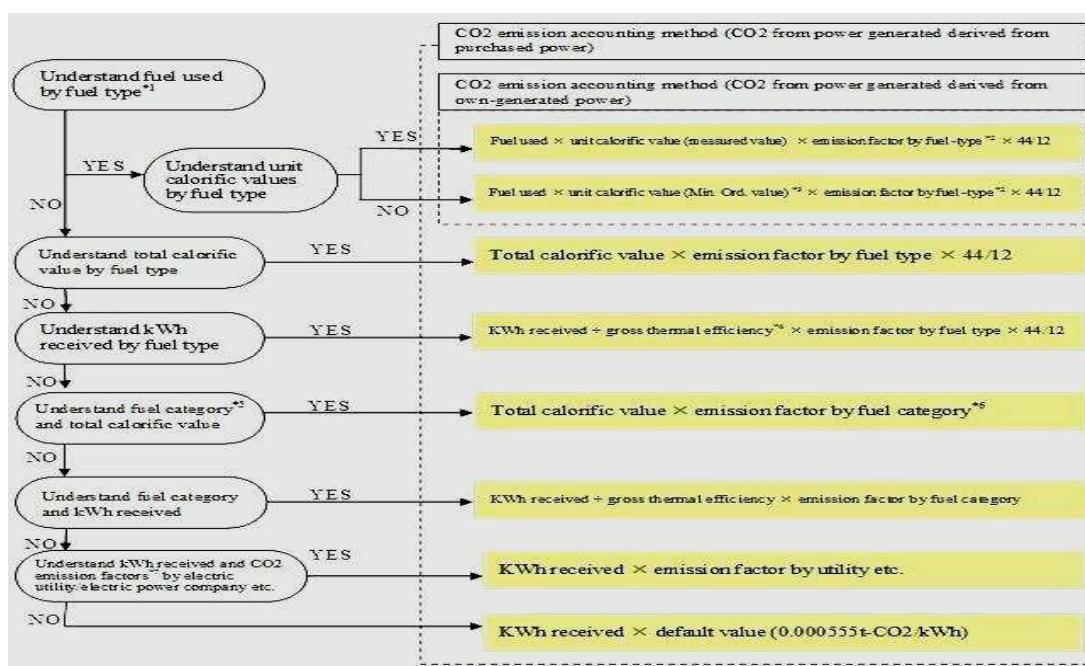 CO2 emission accounting method (CO2 from power generated derived from
purchased power)
Understand fuel used
by fuel type*1
CO2 emission accounting method (CO2 from power generated derived from
own-generated power)
YES
Fuel used × unit calorific value (measured value) × emission factor by fuel-type*2 × 44/12
YES
Understand unit
calorific values
by fuel type
Fuel used × unit calorific value (Min. Ord. value)*3 × emission factor by fuel-type*2 × 44/12
NO
NO
Understand total calorific
value by fuel type
YES
Total calorific value × emission factor by fuel type × 44/12
NO
Understand kWh
received by fuel type
YES
KWh received ÷ gross thermal efficiency*4 × emission factor by fuel type × 44/12
NO
Understand fuel category*5
and total calorific value
YES
Total calorific value × emission factor by fuel category*6
NO
Understand fuel category
and kWh received
YES
KWh received ÷ gross thermal efficiency × emission factor by fuel category
NO
Understand kWh received and CO2
emission factors*7 by electric
utility/electric power company etc.
YES
KWh received × emission factor by utility etc.
NO
KWh received × default value (0.000555t-CO2/kWh)